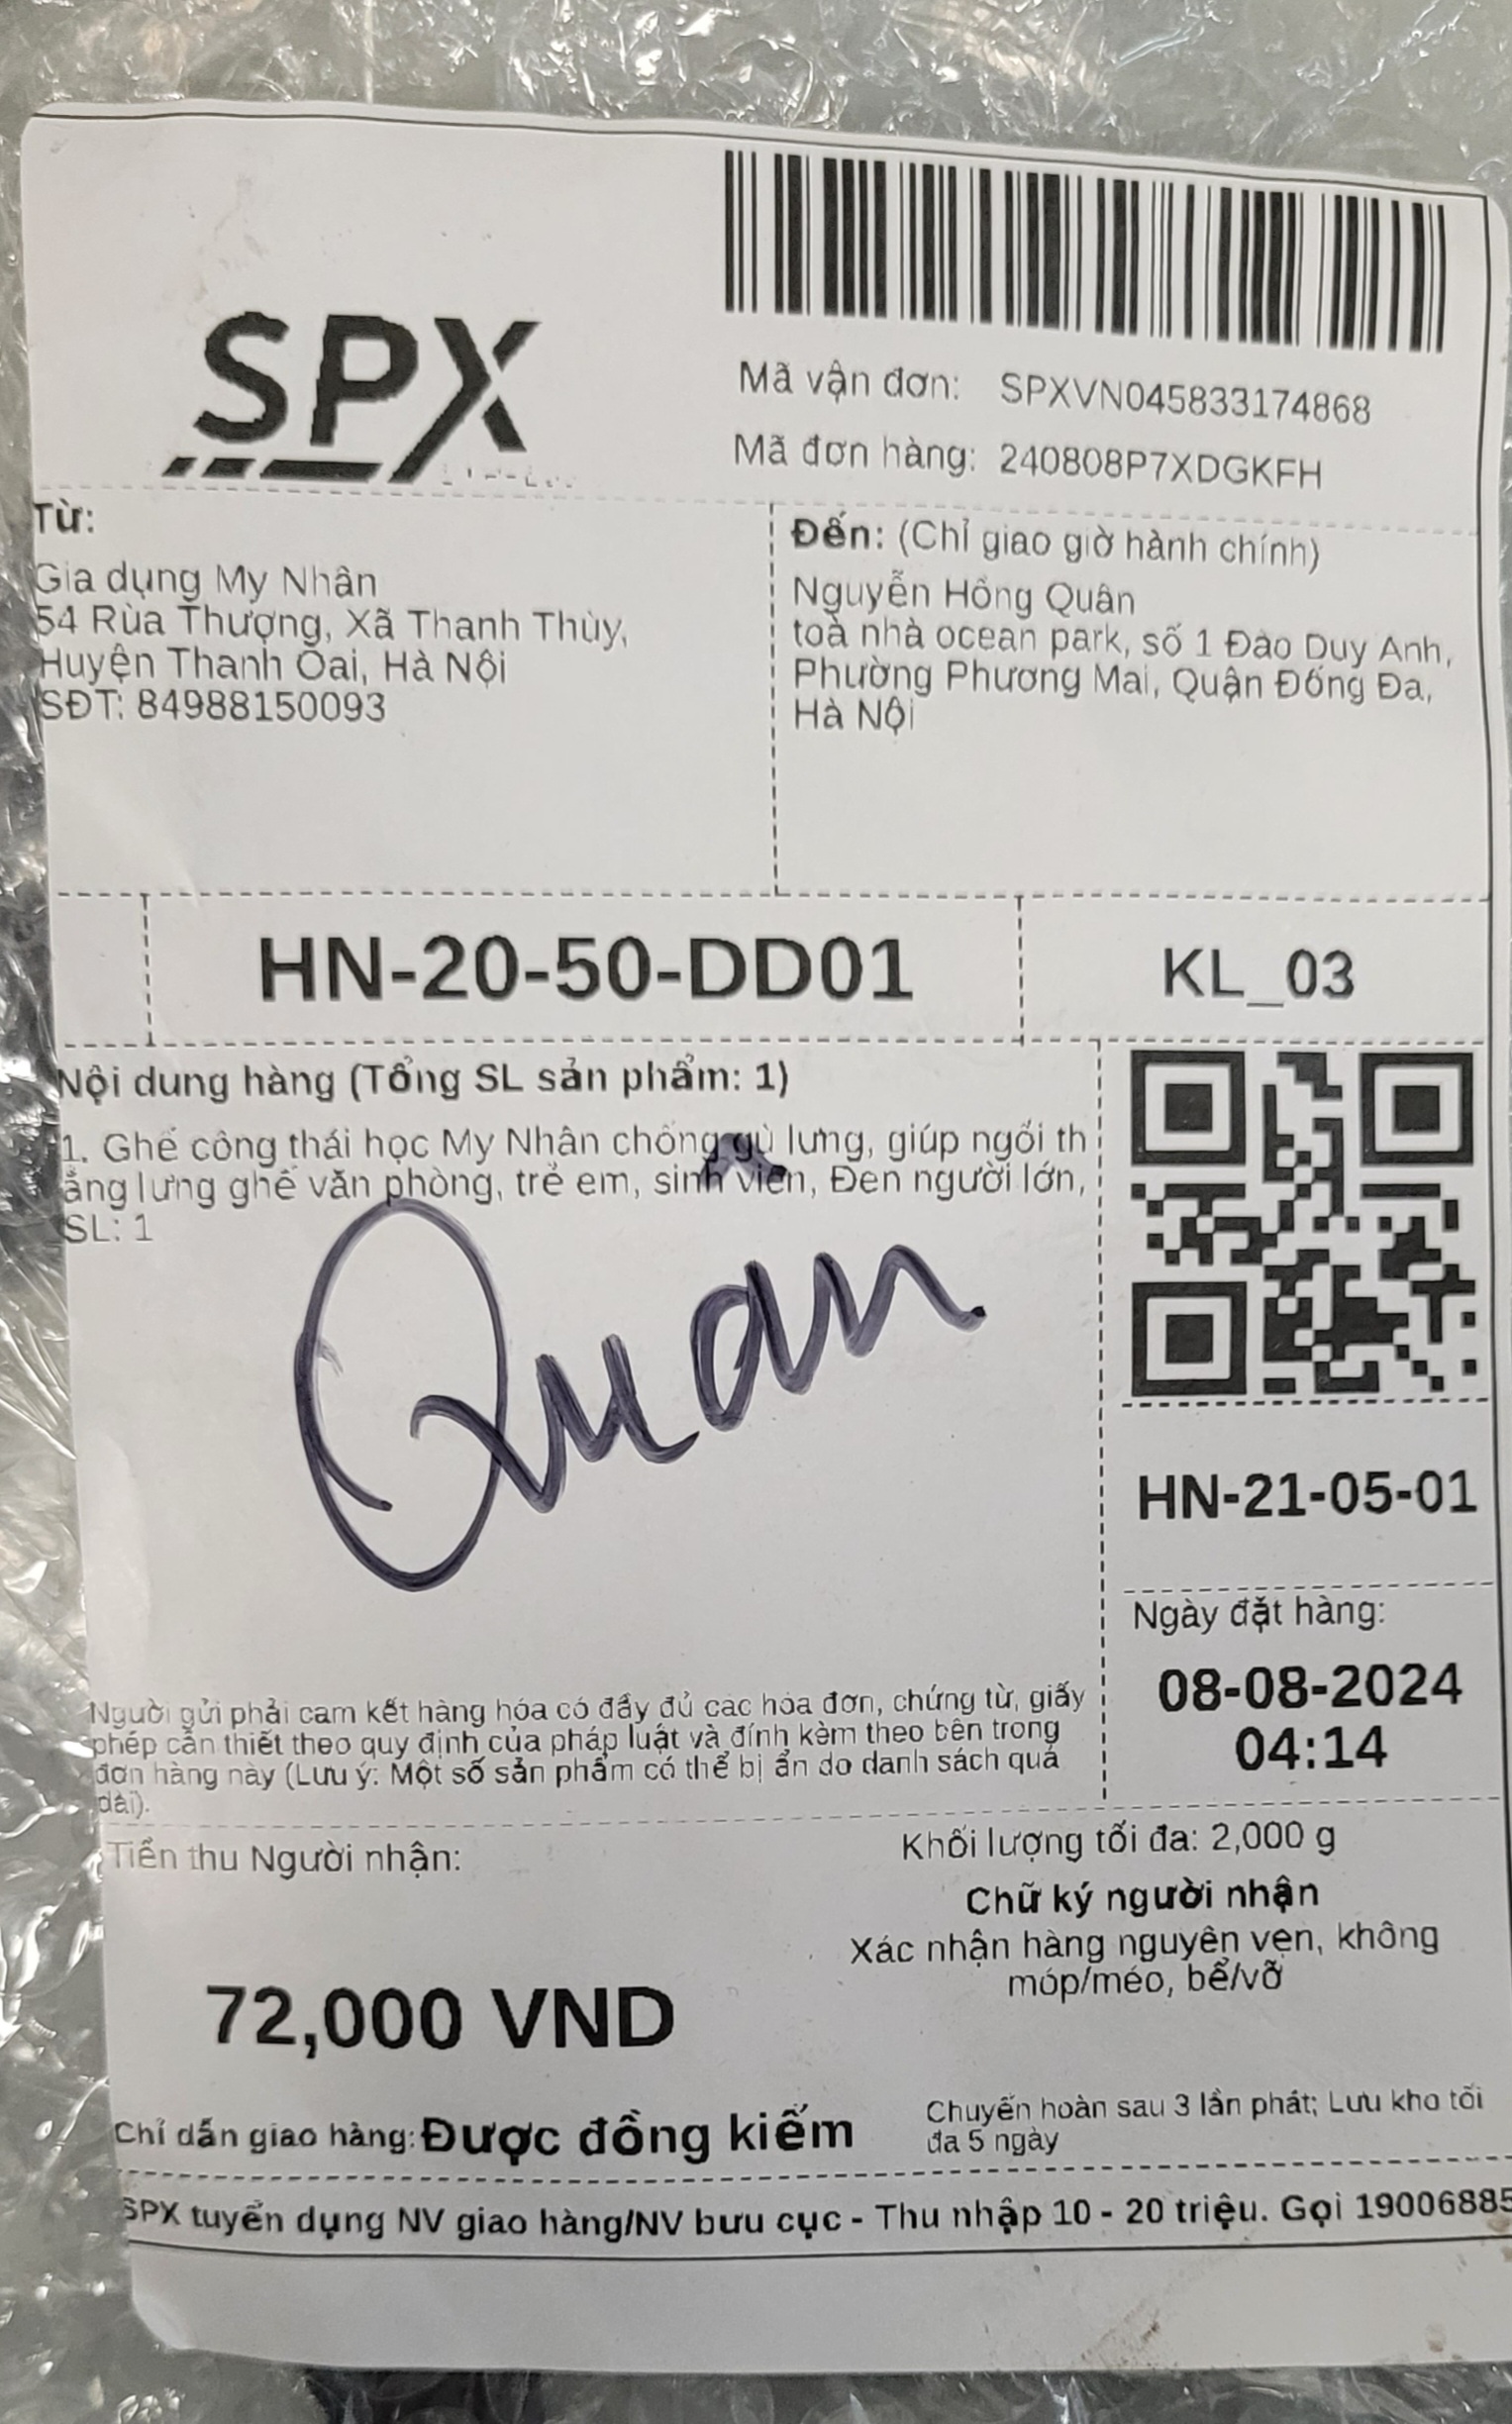 SPX
Mã vận đơn: SPXVN045833174868
Mã đơn hàng: 240808P7XDGKFH
Từ:
Gia dụng My Nhân
54 Rùa Thượng, Xã Thanh Thùy,
Huyện Thanh Oai, Hà Nội
SĐT: 84988150093
Đến: (Chỉ giao giờ hành chính)
Nguyễn Hồng Quân
toà nhà ocean park, số 1 Đào Duy Anh,
Phường Phương Mai, Quận Đống Đa,
Hà Nội
HN-20-50-DD01
KL_03
Nội dung hàng (Tổng SL sản phẩm: 1)
1. Ghế công thái học My Nhân chống gù lưng, giúp ngồi th
ẳng lưng ghế văn phòng, trẻ em, sinh viên, Đen người lớn,
SL: 1
Quan
HN-21-05-01
Ngày đặt hàng:
08-08-2024
04:14
Người gửi phải cam kết hàng hóa có đầy đủ các hóa đơn, chứng từ, giấy
phép cần thiết theo quy định của pháp luật và đính kèm theo bên trong
đơn hàng này (Lưu ý: Một số sản phẩm có thể bị ẩn do danh sách quá
dài).
Tiền thu Người nhận:
72,000 VND
Khối lượng tối đa: 2,000 g
Chữ ký người nhận
Xác nhận hàng nguyên vẹn, không
móp/méo, bể/vỡ
Chỉ dẫn giao hàng: Được đồng kiểm
Chuyển hoàn sau 3 lần phát; Lưu kho tối
đa 5 ngày
SPX tuyển dụng NV giao hàng/NV bưu cục - Thu nhập 10 - 20 triệu. Gọi 19006885